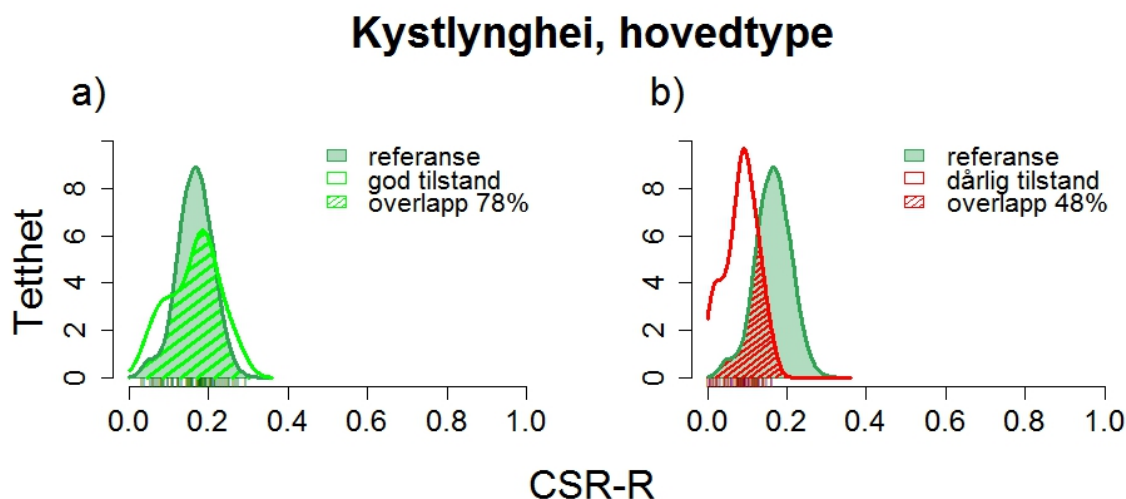 Kystlynghei, hovedtype
a)
referanse
god tilstand
overlapp 78%
Tetthet
8
6
4
2
0
0.0 0.2 0.4 0.6 0.8 1.0
b)
referanse
dårlig tilstand
overlapp 48%
8
6
4
2
0
0.0 0.2 0.4 0.6 0.8 1.0
CSR-R